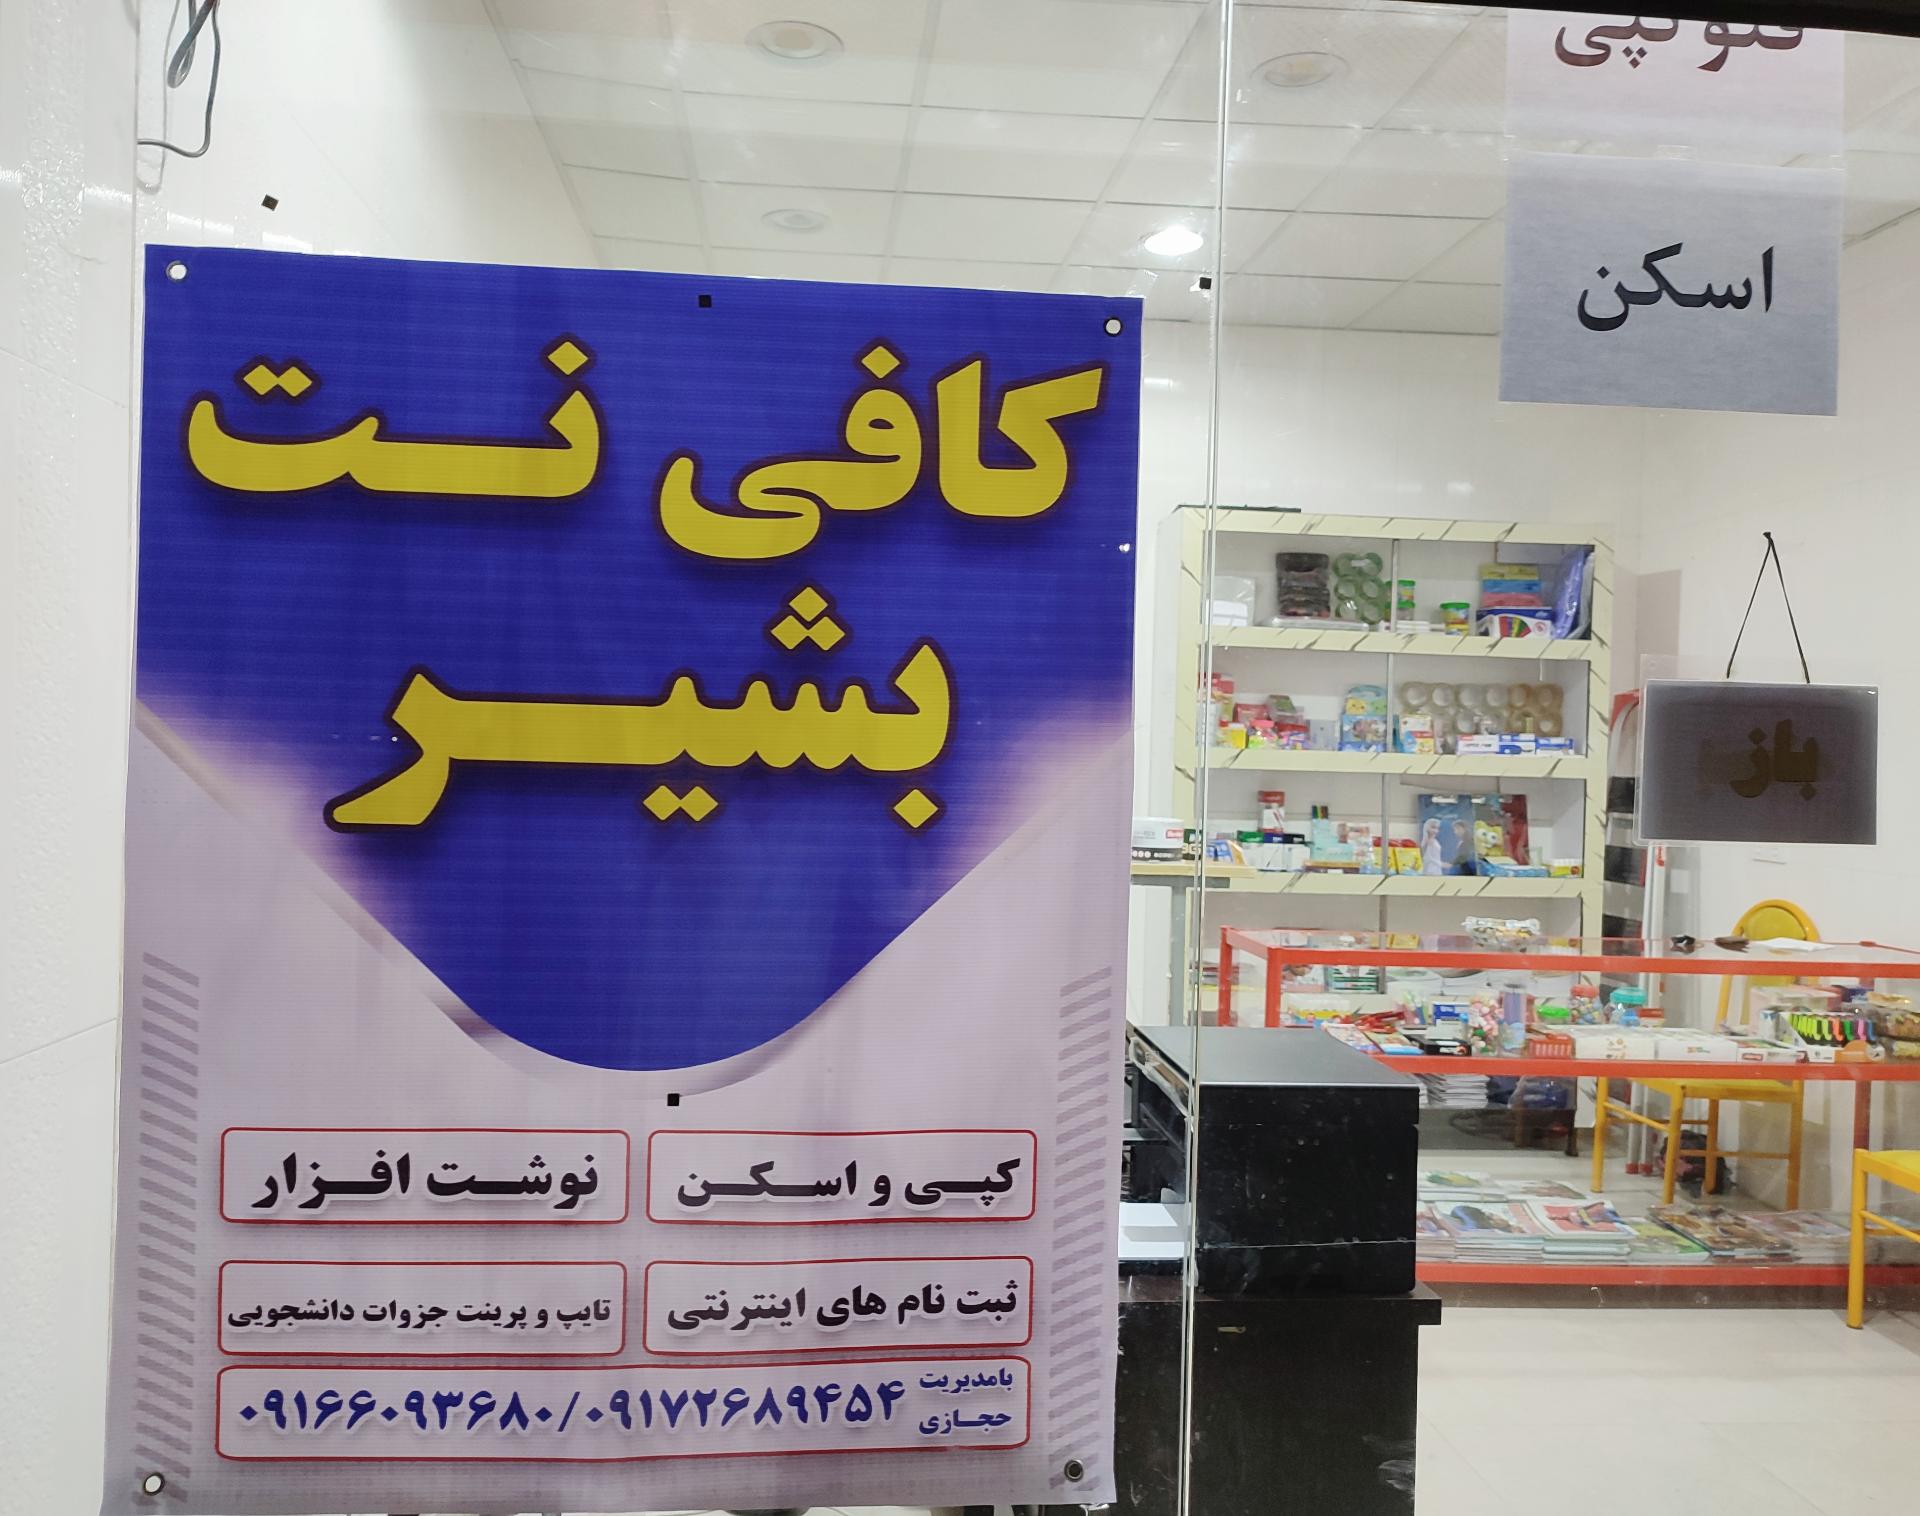 کافی نت
بشیر
کپی و اسکن
نوشت افزار
ثبت نام های اینترنتی
تایپ و پرینت جزوات دانشجویی
بامدیریت
حجازی
۰۹۱۶۶۰۹۳۶۸۰/۰۹۱۷۲۶۸۹۴۵۴
فتوکپی
اسکن
باز